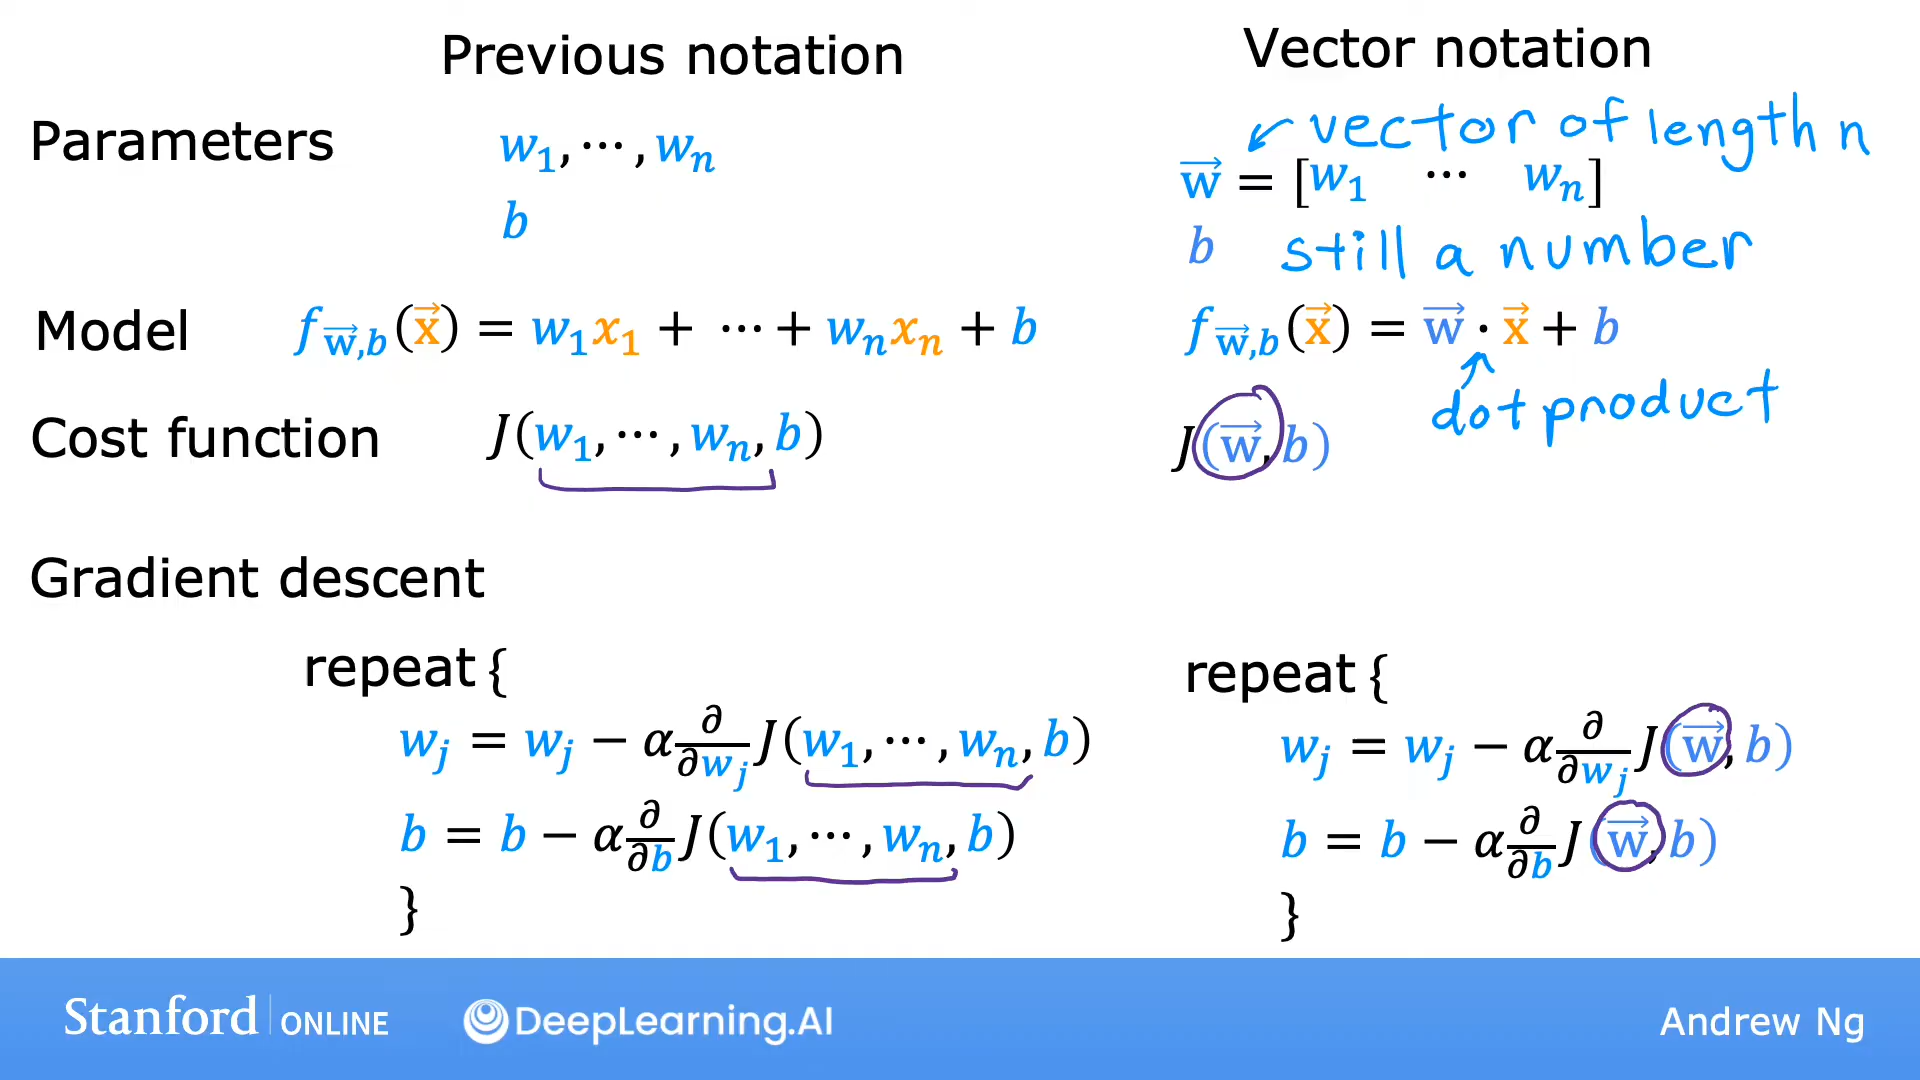 Previous notation
Vector notation
Parameters
w₁, ⋯ , wₙ
b
vector of length n
w⃗ = [w₁ ⋯ wₙ]
b still a number
Model
f_w⃗,b(x⃗) = w₁x₁ + ⋯ + wₙxₙ + b
f_w⃗,b(x⃗) = w⃗ · x⃗ + b
dot product
Cost function
J(w₁, ⋯ , wₙ, b)
J(w⃗, b)
Gradient descent
repeat {
wⱼ = wⱼ − α ∂/∂wⱼ J(w₁, ⋯ , wₙ, b)
b = b − α ∂/∂b J(w₁, ⋯ , wₙ, b)
}
repeat {
wⱼ = wⱼ − α ∂/∂wⱼ J(w⃗, b)
b = b − α ∂/∂b J(w⃗, b)
}
Stanford | ONLINE
DeepLearning.AI
Andrew Ng